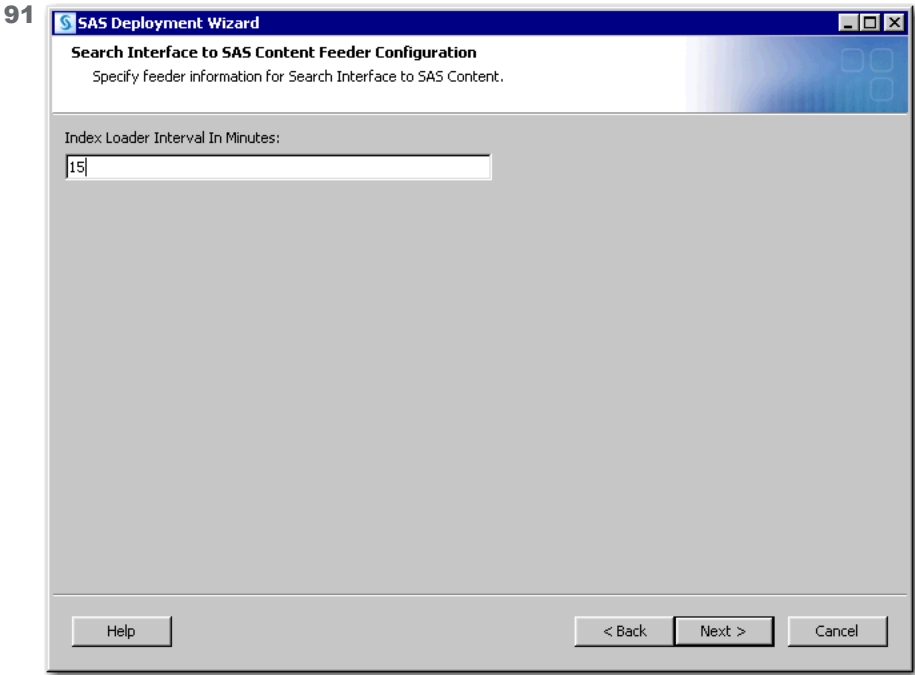 91
SAS Deployment Wizard
Search Interface to SAS Content Feeder Configuration
Specify feeder information for Search Interface to SAS Content.
Index Loader Interval In Minutes:
15
Help < Back Next > Cancel